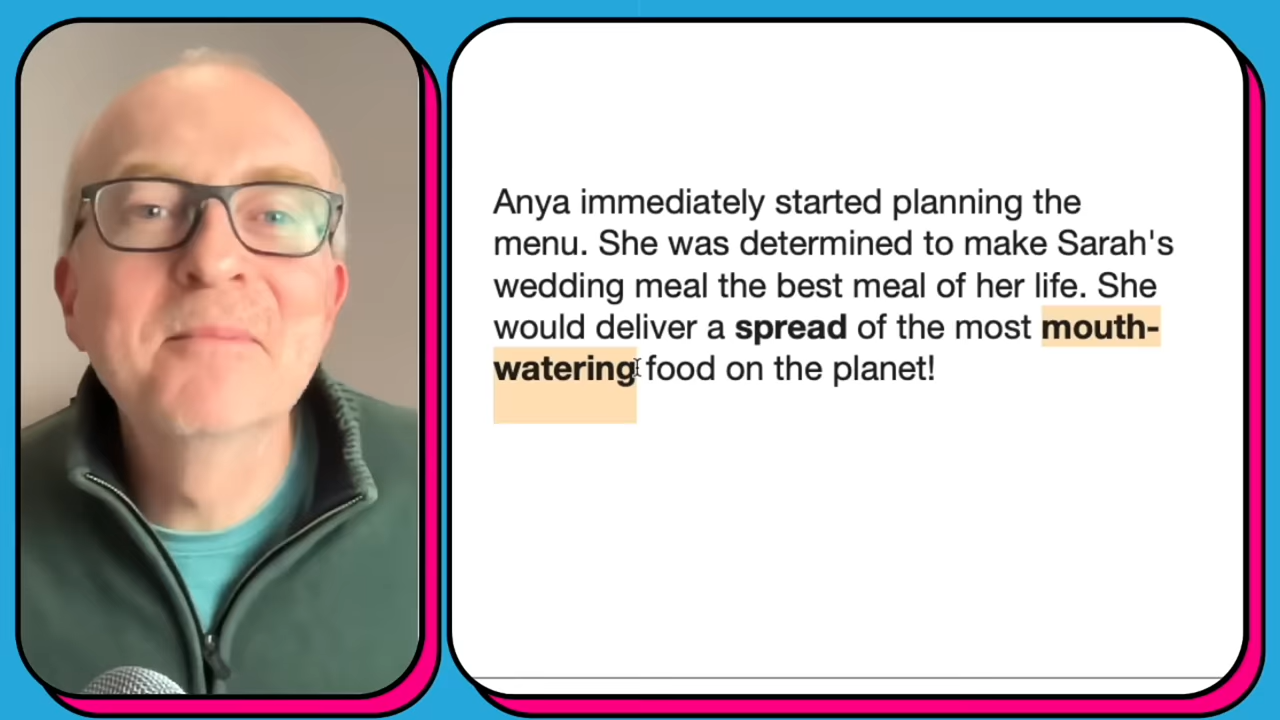 Anya immediately started planning the
menu. She was determined to make Sarah's
wedding meal the best meal of her life. She
would deliver a spread of the most mouth-
watering food on the planet!